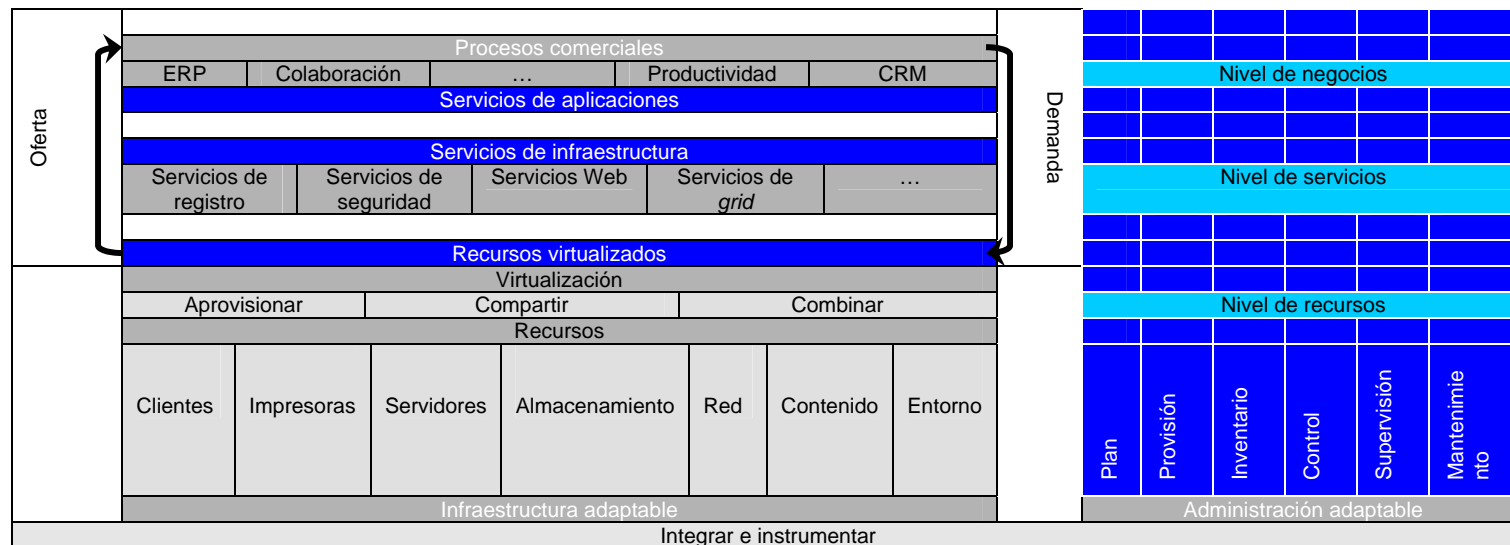 Procesos comerciales
ERP
Colaboración
…
Productividad
CRM
Servicios de aplicaciones
Oferta
Demanda
Servicios de infraestructura
Servicios de
registro
Servicios de
seguridad
Servicios Web
Servicios de
grid
…
Recursos virtualizados
Virtualización
Aprovisionar
Compartir
Combinar
Recursos
Clientes
Impresoras
Servidores
Almacenamiento
Red
Contenido
Entorno
Infraestructura adaptable
Nivel de negocios
Nivel de servicios
Nivel de recursos
Plan
Provisión
Inventario
Control
Supervisión
Mantenimie
nto
Administración adaptable
Integrar e instrumentar